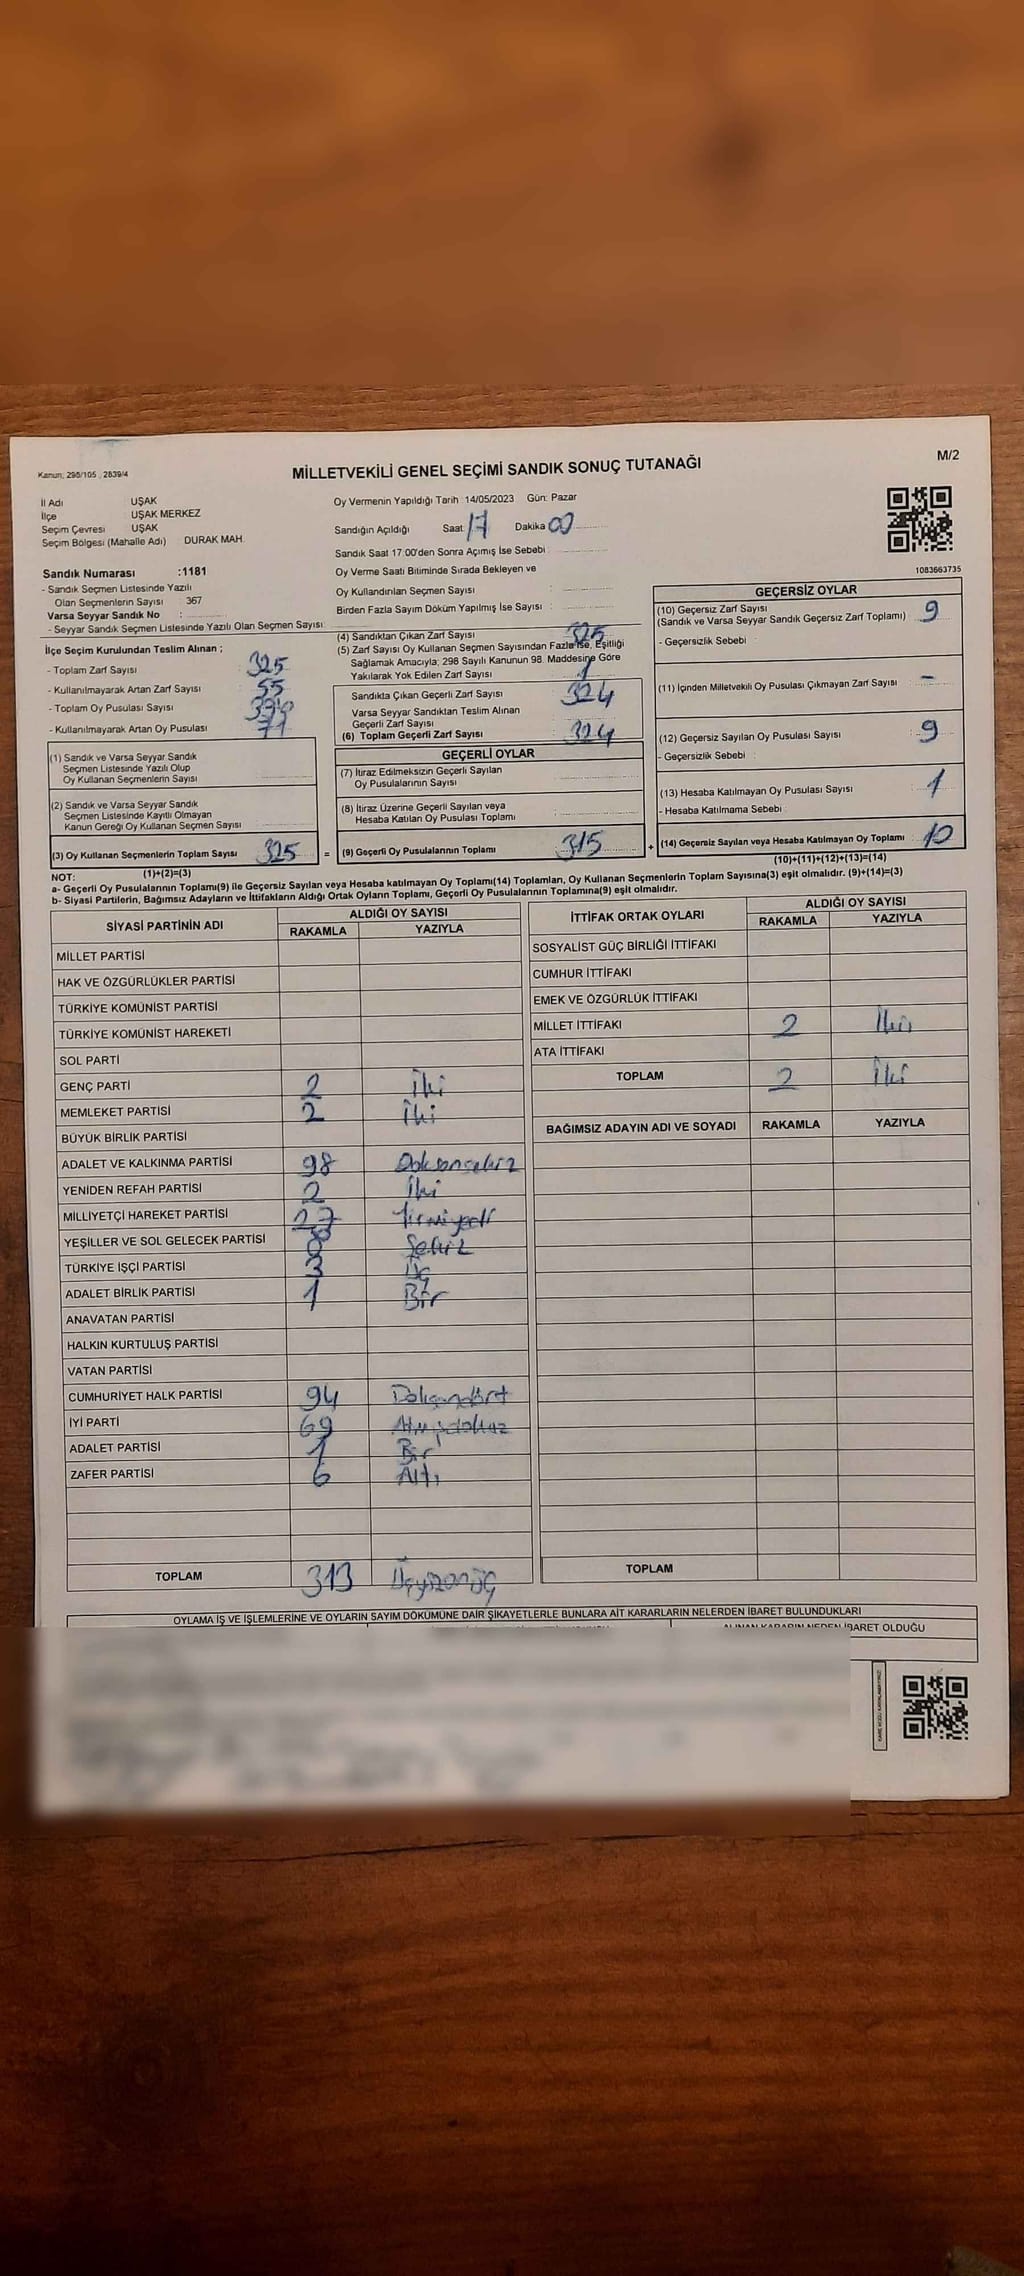 Kanun: 298/105 , 2839/4
MİLLETVEKİLİ GENEL SEÇİMİ SANDIK SONUÇ TUTANAĞI
M/2
İl Adı UŞAK
İlçe UŞAK MERKEZ
Seçim Çevresi UŞAK
Seçim Bölgesi (Mahalle Adı) DURAK MAH.
Oy Vermenin Yapıldığı Tarih 14/05/2023 Gün: Pazar
Sandığın Açıldığı Saat 17 Dakika 00
Sandık Saat 17:00'den Sonra Açımış İse Sebebi :
Oy Verme Saati Bitiminde Sırada Bekleyen ve
Oy Kullandırılan Seçmen Sayısı :
Birden Fazla Sayım Döküm Yapılmış İse Sayısı :
1083663735
Sandık Numarası :1181
- Sandık Seçmen Listesinde Yazılı
Olan Seçmenlerin Sayısı 367
Varsa Seyyar Sandık No :
- Seyyar Sandık Seçmen Listesinde Yazılı Olan Seçmen Sayısı:
İlçe Seçim Kurulundan Teslim Alınan ;
- Toplam Zarf Sayısı : 325
- Kullanılmayarak Artan Zarf Sayısı : 55
- Toplam Oy Pusulası Sayısı :
- Kullanılmayarak Artan Oy Pusulası : 71
(1) Sandık ve Varsa Seyyar Sandık
Seçmen Listesinde Yazılı Olup
Oy Kullanan Seçmenlerin Sayısı
(2) Sandık ve Varsa Seyyar Sandık
Seçmen Listesinde Kayıtlı Olmayan
Kanun Gereği Oy Kullanan Seçmen Sayısı
(3) Oy Kullanan Seçmenlerin Toplam Sayısı 325 =
(1)+(2)=(3)
(4) Sandıktan Çıkan Zarf Sayısı 325
(5) Zarf Sayısı Oy Kullanan Seçmen Sayısından Fazla İse, Eşitliği
Sağlamak Amacıyla; 298 Sayılı Kanunun 98. Maddesine Göre
Yakılarak Yok Edilen Zarf Sayısı 1
Sandıkta Çıkan Geçerli Zarf Sayısı : 324
Varsa Seyyar Sandıktan Teslim Alınan
Geçerli Zarf Sayısı
(6) Toplam Geçerli Zarf Sayısı : 324
GEÇERLİ OYLAR
(7) İtiraz Edilmeksizin Geçerli Sayılan
Oy Pusulalarının Sayısı
(8) İtiraz Üzerine Geçerli Sayılan veya
Hesaba Katılan Oy Pusulası Toplamı
(9) Geçerli Oy Pusulalarının Toplamı 315 +
GEÇERSİZ OYLAR
(10) Geçersiz Zarf Sayısı : 9
(Sandık ve Varsa Seyyar Sandık Geçersiz Zarf Toplamı)
- Geçersizlik Sebebi :
(11) İçinden Milletvekili Oy Pusulası Çıkmayan Zarf Sayısı : -
(12) Geçersiz Sayılan Oy Pusulası Sayısı : 9
- Geçersizlik Sebebi :
(13) Hesaba Katılmayan Oy Pusulası Sayısı : 1
- Hesaba Katılmama Sebebi :
(14) Geçersiz Sayılan veya Hesaba Katılmayan Oy Toplamı 10
(10)+(11)+(12)+(13)=(14)
NOT:
a- Geçerli Oy Pusulalarının Toplamı(9) ile Geçersiz Sayılan veya Hesaba katılmayan Oy Toplamı(14) Toplamları, Oy Kullanan Seçmenlerin Toplam Sayısına(3) eşit olmalıdır. (9)+(14)=(3)
b- Siyasi Partilerin, Bağımsız Adayların ve İttifakların Aldığı Ortak Oyların Toplamı, Geçerli Oy Pusulalarının Toplamına(9) eşit olmalıdır.
SİYASİ PARTİNİN ADI ALDIĞI OY SAYISI
RAKAMLA YAZIYLA
MİLLET PARTİSİ
HAK VE ÖZGÜRLÜKLER PARTİSİ
TÜRKİYE KOMÜNİST PARTİSİ
TÜRKİYE KOMÜNİST HAREKETİ
SOL PARTİ
GENÇ PARTİ 2 İki
MEMLEKET PARTİSİ 2 İki
BÜYÜK BİRLİK PARTİSİ
ADALET VE KALKINMA PARTİSİ 98 Doksansekiz
YENİDEN REFAH PARTİSİ 2 İki
MİLLİYETÇİ HAREKET PARTİSİ 27 Yirmiyedi
YEŞİLLER VE SOL GELECEK PARTİSİ 8 Sekiz
TÜRKİYE İŞÇİ PARTİSİ 3 Üç
ADALET BİRLİK PARTİSİ 1 Bir
ANAVATAN PARTİSİ
HALKIN KURTULUŞ PARTİSİ
VATAN PARTİSİ
CUMHURİYET HALK PARTİSİ 94 Doksandört
İYİ PARTİ 69 Atmışdokuz
ADALET PARTİSİ 1 Bir
ZAFER PARTİSİ 6 Altı
TOPLAM 313 Üçyüzonüç
İTTİFAK ORTAK OYLARI ALDIĞI OY SAYISI
RAKAMLA YAZIYLA
SOSYALİST GÜÇ BİRLİĞİ İTTİFAKI
CUMHUR İTTİFAKI
EMEK VE ÖZGÜRLÜK İTTİFAKI
MİLLET İTTİFAKI 2 İki
ATA İTTİFAKI
TOPLAM 2 İki
BAĞIMSIZ ADAYIN ADI VE SOYADI RAKAMLA YAZIYLA
TOPLAM
OYLAMA İŞ VE İŞLEMLERİNE VE OYLARIN SAYIM DÖKÜMÜNE DAİR ŞİKAYETLERLE BUNLARA AİT KARARLARIN NELERDEN İBARET BULUNDUKLARI
ALINAN KARARIN NEDEN İBARET OLDUĞU